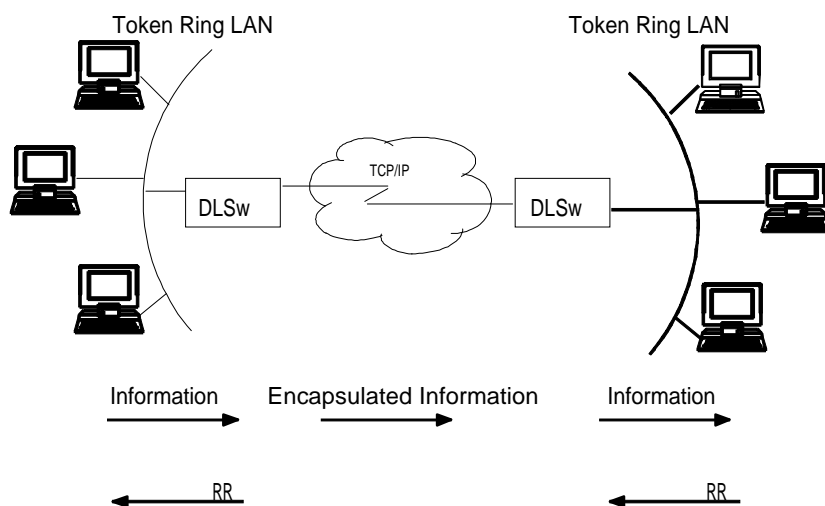 Token Ring LAN
Token Ring LAN
TCP/IP
DLSw
DLSw
Information
Encapsulated Information
Information
RR
RR